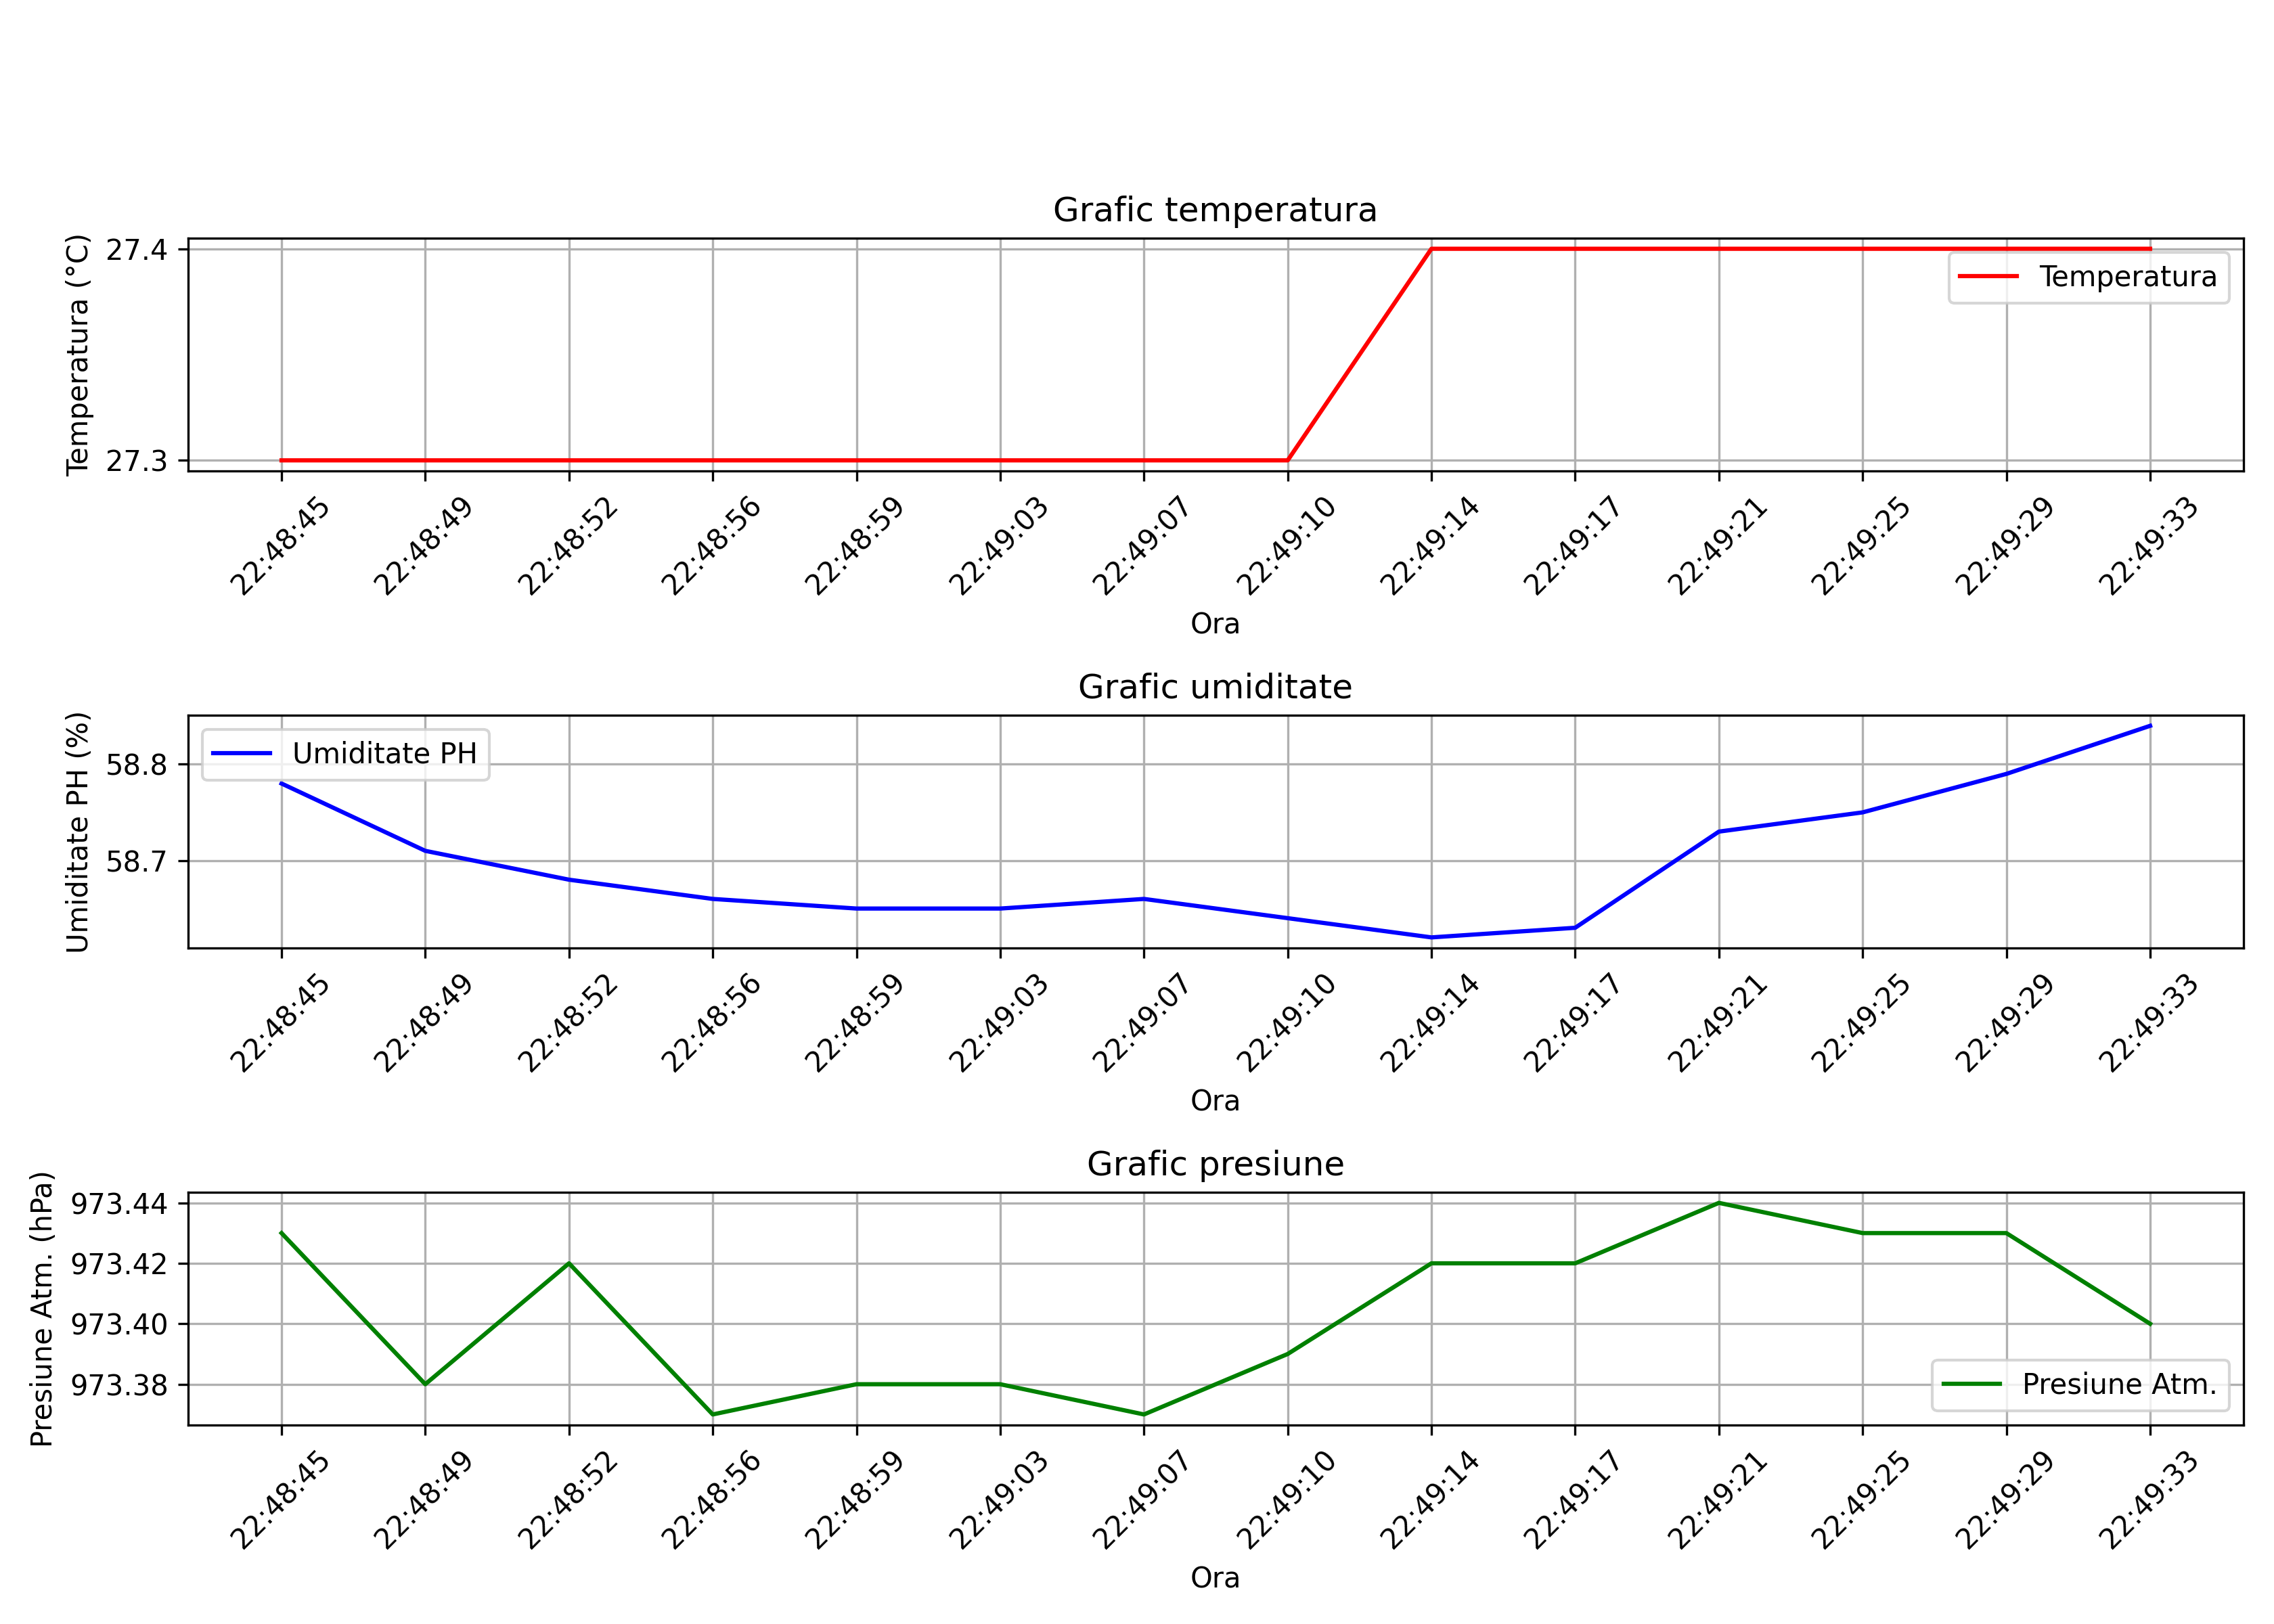 Grafic temperatura
Temperatura (°C)
27.4
27.3
Temperatura
22:48:45 22:48:49 22:48:52 22:48:56 22:48:59 22:49:03 22:49:07 22:49:10 22:49:14 22:49:17 22:49:21 22:49:25 22:49:29 22:49:33
Ora
Grafic umiditate
Umiditate PH (%)
58.8
58.7
Umiditate PH
22:48:45 22:48:49 22:48:52 22:48:56 22:48:59 22:49:03 22:49:07 22:49:10 22:49:14 22:49:17 22:49:21 22:49:25 22:49:29 22:49:33
Ora
Grafic presiune
Presiune Atm. (hPa)
973.44
973.42
973.40
973.38
Presiune Atm.
22:48:45 22:48:49 22:48:52 22:48:56 22:48:59 22:49:03 22:49:07 22:49:10 22:49:14 22:49:17 22:49:21 22:49:25 22:49:29 22:49:33
Ora